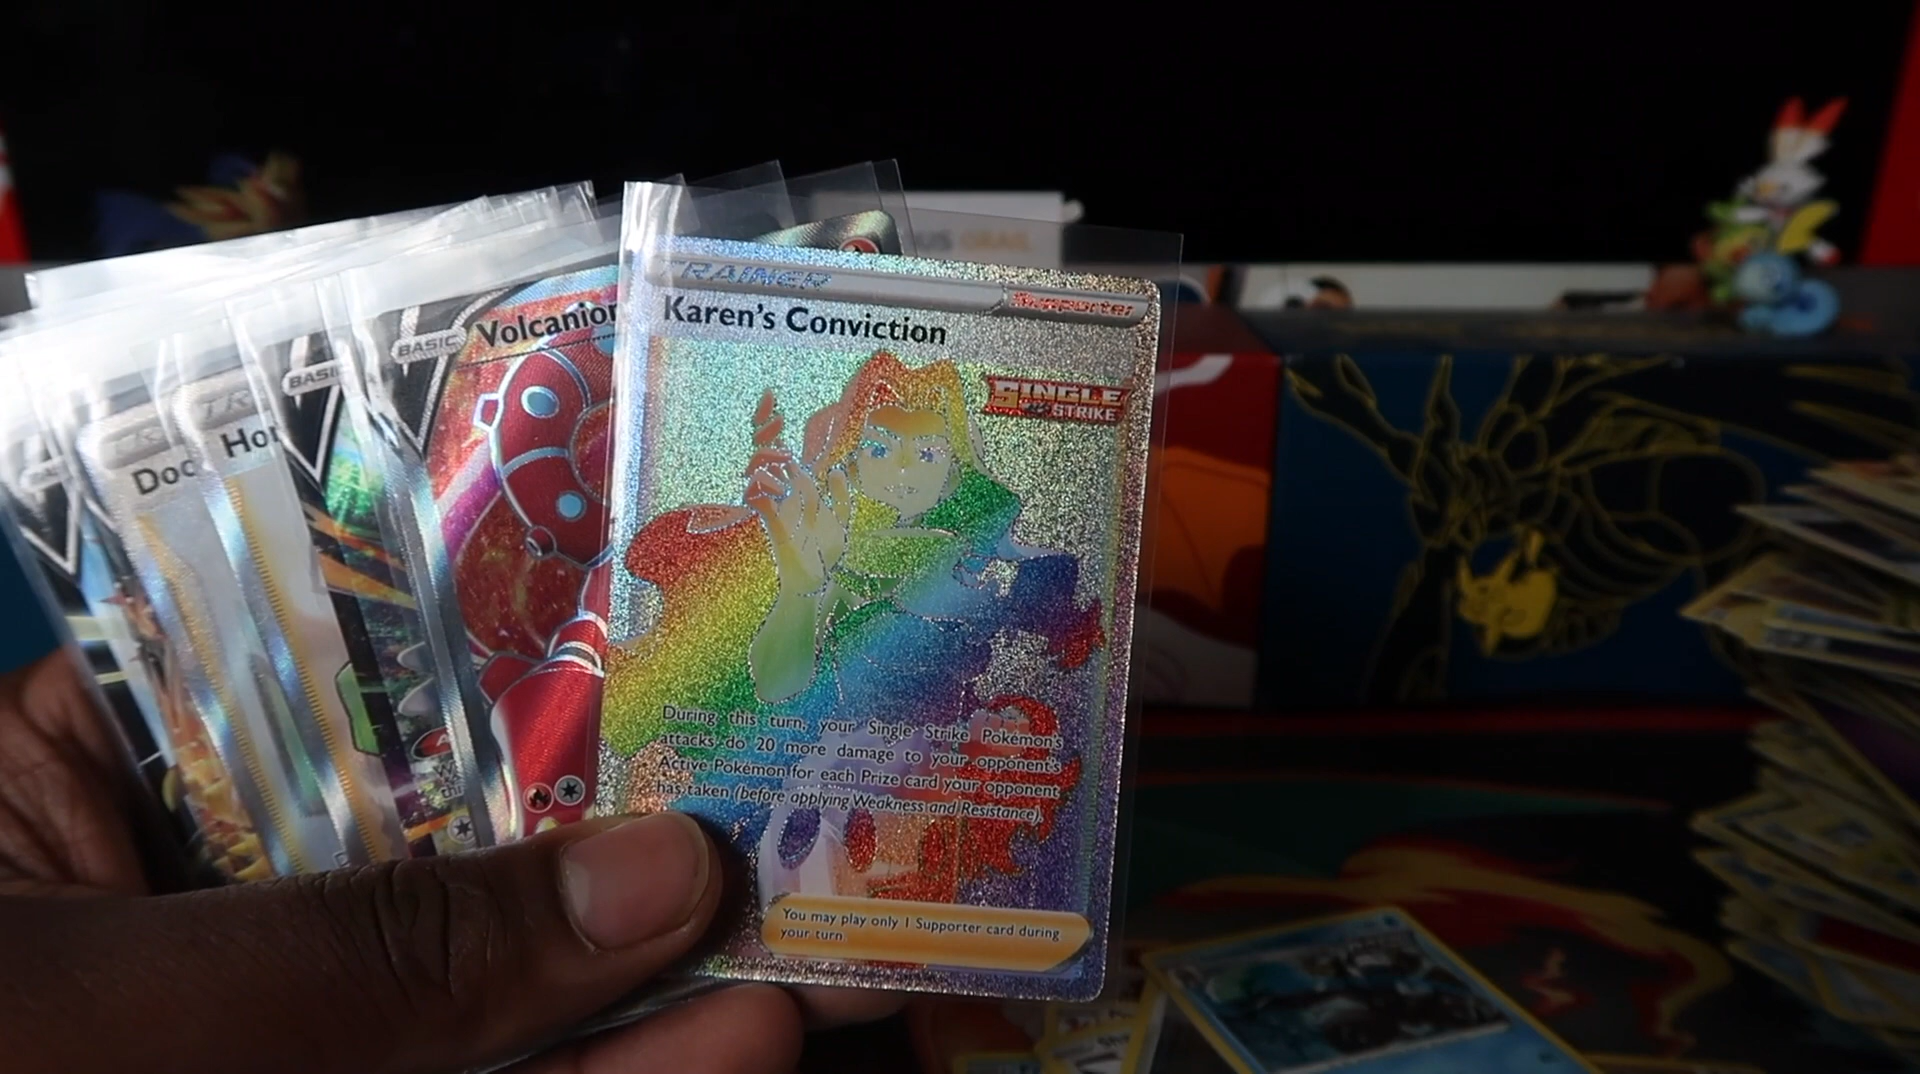 TRAINER
Supporter
Karen's Conviction
SINGLE
STRIKE
During this turn, your Single Strike Pokémon's
attacks do 20 more damage to your opponent's
Active Pokémon for each Prize card your opponent
has taken (before applying Weakness and Resistance).
You may play only 1 Supporter card during
your turn.
BASIC
Volcanion
BASIC
TR
Hor
Doc